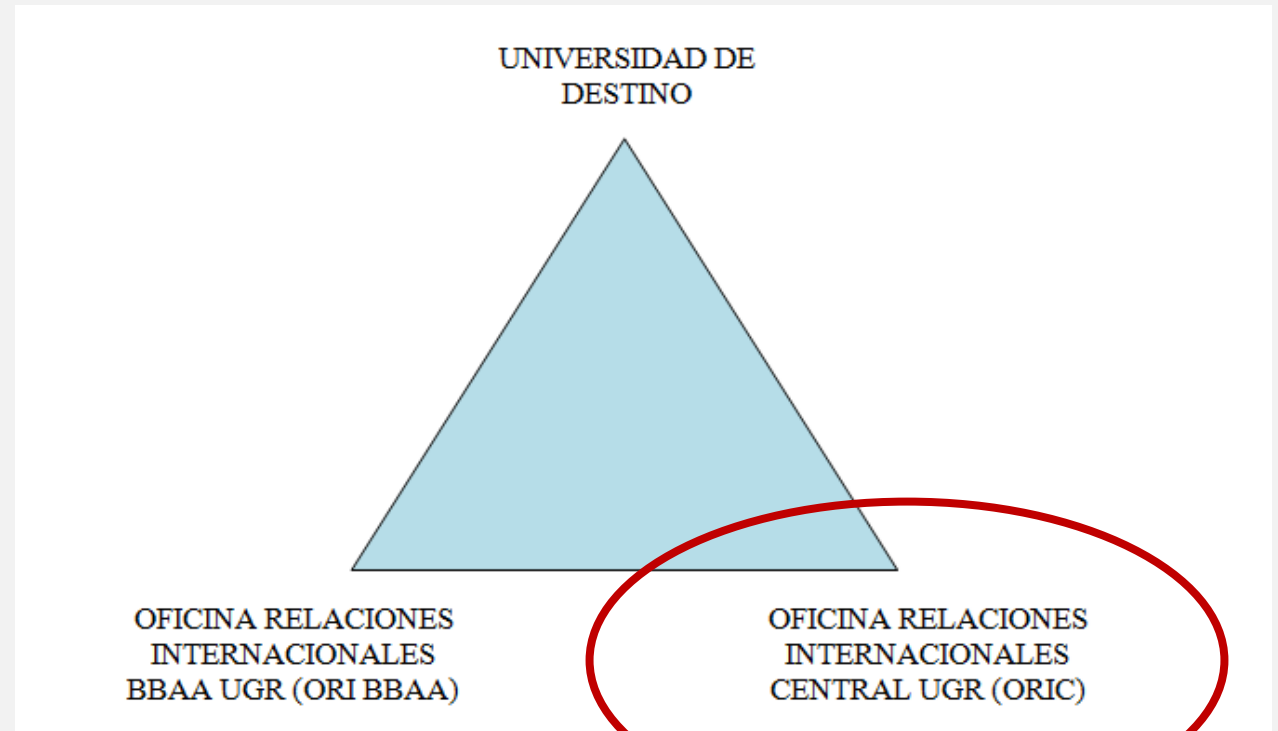 UNIVERSIDAD DE
DESTINO
OFICINA RELACIONES
INTERNACIONALES
BBAA UGR (ORI BBAA)
OFICINA RELACIONES
INTERNACIONALES
CENTRAL UGR (ORIC)